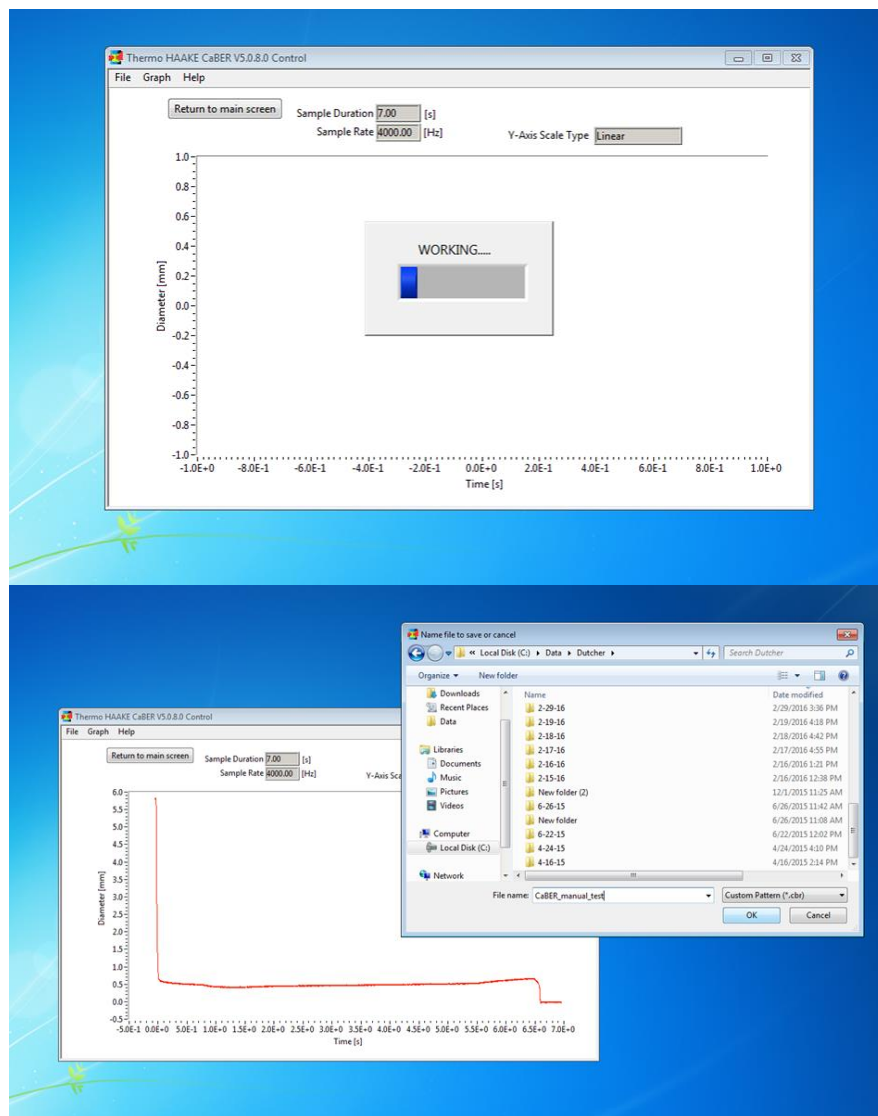 Thermo HAAKE CaBER V5.0.8.0 Control
File Graph Help
Return to main screen
Sample Duration 7.00 [s]
Sample Rate 4000.00 [Hz]
Y-Axis Scale Type Linear
1.0
0.8
0.6
0.4
0.2
0.0
-0.2
-0.4
-0.6
-0.8
-1.0
Diameter [mm]
WORKING.....
-1.0E+0 -8.0E-1 -6.0E-1 -4.0E-1 -2.0E-1 0.0E+0 2.0E-1 4.0E-1 6.0E-1 8.0E-1 1.0E+0
Time [s]
Name file to save or cancel
« Local Disk (C:) Data Dutcher
Search Dutcher
Organize New folder
Downloads
Recent Places
Data
Libraries
Documents
Music
Pictures
Videos
Computer
Local Disk (C:)
Network
Name Date modified
2-29-16 2/29/2016 3:36 PM
2-19-16 2/19/2016 4:18 PM
2-18-16 2/18/2016 4:42 PM
2-17-16 2/17/2016 4:55 PM
2-16-16 2/16/2016 1:21 PM
2-15-16 2/16/2016 12:38 PM
New folder (2) 12/1/2015 11:25 AM
6-26-15 6/26/2015 11:42 AM
New folder 6/26/2015 11:08 AM
6-22-15 6/22/2015 12:02 PM
4-24-15 4/24/2015 4:10 PM
4-16-15 4/16/2015 2:14 PM
File name: CaBER_manual_test
Custom Pattern (*.cbr)
OK Cancel
Thermo HAAKE CaBER V5.0.8.0 Control
File Graph Help
Return to main screen
Sample Duration 7.00 [s]
Sample Rate 4000.00 [Hz]
Y-Axis Sca
6.0
5.5
5.0
4.5
4.0
3.5
3.0
2.5
2.0
1.5
1.0
0.5
0.0
-0.5
Diameter [mm]
-5.0E-1 0.0E+0 5.0E-1 1.0E+0 1.5E+0 2.0E+0 2.5E+0 3.0E+0 3.5E+0 4.0E+0 4.5E+0 5.0E+0 5.5E+0 6.0E+0 6.5E+0 7.0E+0
Time [s]